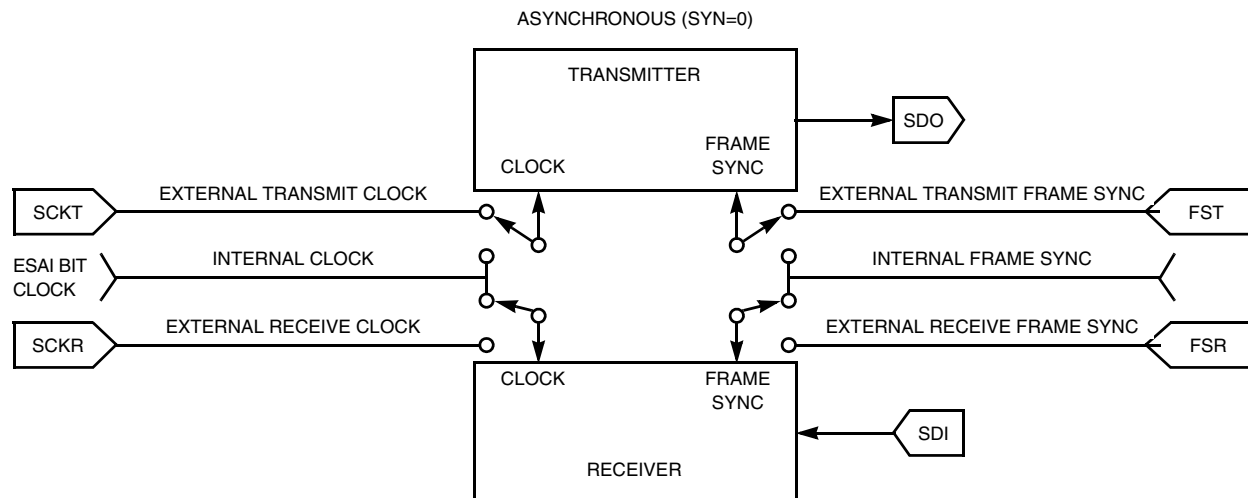 ASYNCHRONOUS (SYN=0)
TRANSMITTER
SDO
CLOCK
FRAME
SYNC
SCKT
EXTERNAL TRANSMIT CLOCK
EXTERNAL TRANSMIT FRAME SYNC
FST
ESAI BIT
CLOCK
INTERNAL CLOCK
INTERNAL FRAME SYNC
SCKR
EXTERNAL RECEIVE CLOCK
EXTERNAL RECEIVE FRAME SYNC
FSR
CLOCK
FRAME
SYNC
SDI
RECEIVER